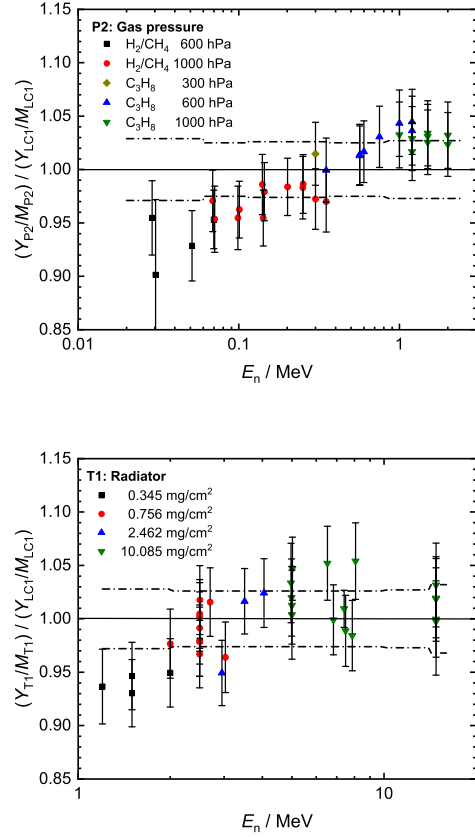 P2: Gas pressure
H2/CH4 600 hPa
H2/CH4 1000 hPa
C3H8 300 hPa
C3H8 600 hPa
C3H8 1000 hPa
1.15
1.10
1.05
1.00
0.95
0.90
0.85
(YP2/MP2) / (YLC1/MLC1)
0.01 0.1 1
En / MeV
T1: Radiator
0.345 mg/cm2
0.756 mg/cm2
2.462 mg/cm2
10.085 mg/cm2
1.15
1.10
1.05
1.00
0.95
0.90
0.85
(YT1/MT1) / (YLC1/MLC1)
1 10
En / MeV